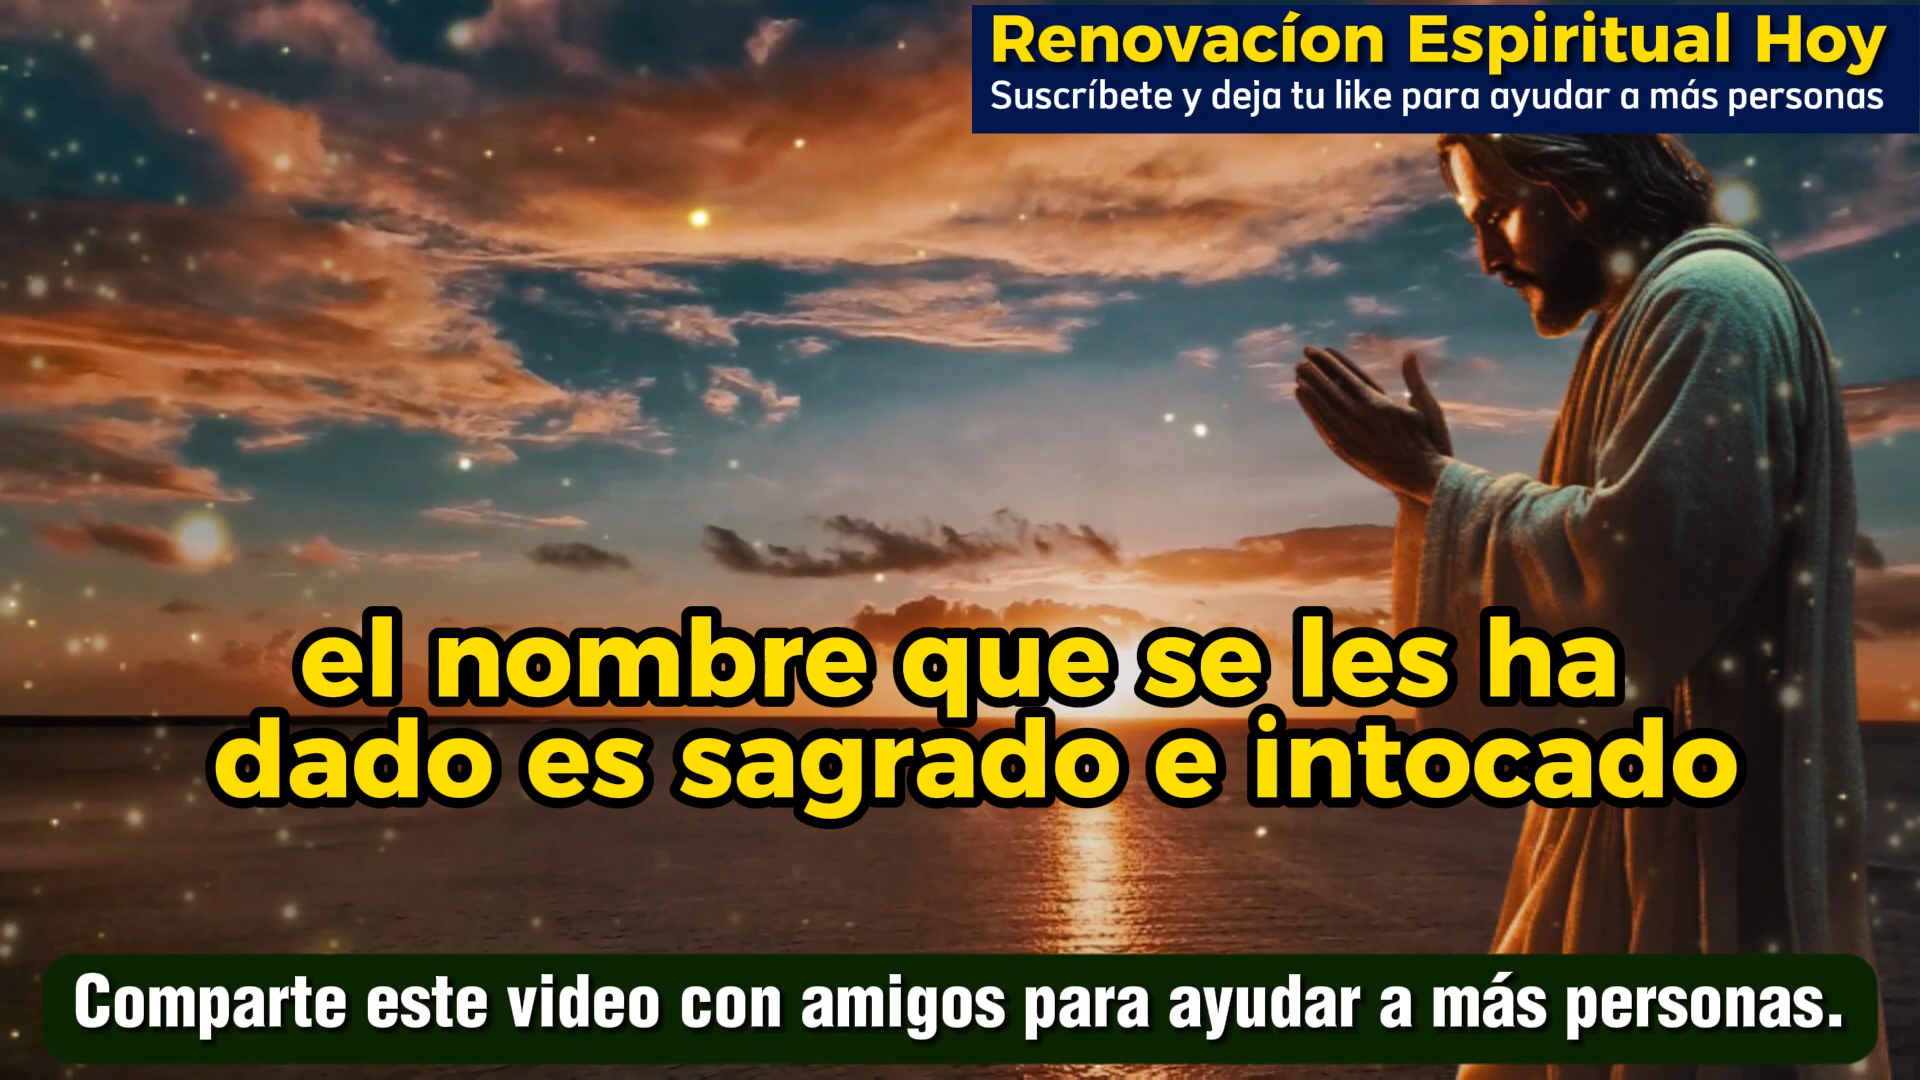 Renovacíon Espiritual Hoy
Suscríbete y deja tu like para ayudar a más personas
el nombre que se les ha
dado es sagrado e intocado
Comparte este video con amigos para ayudar a más personas.